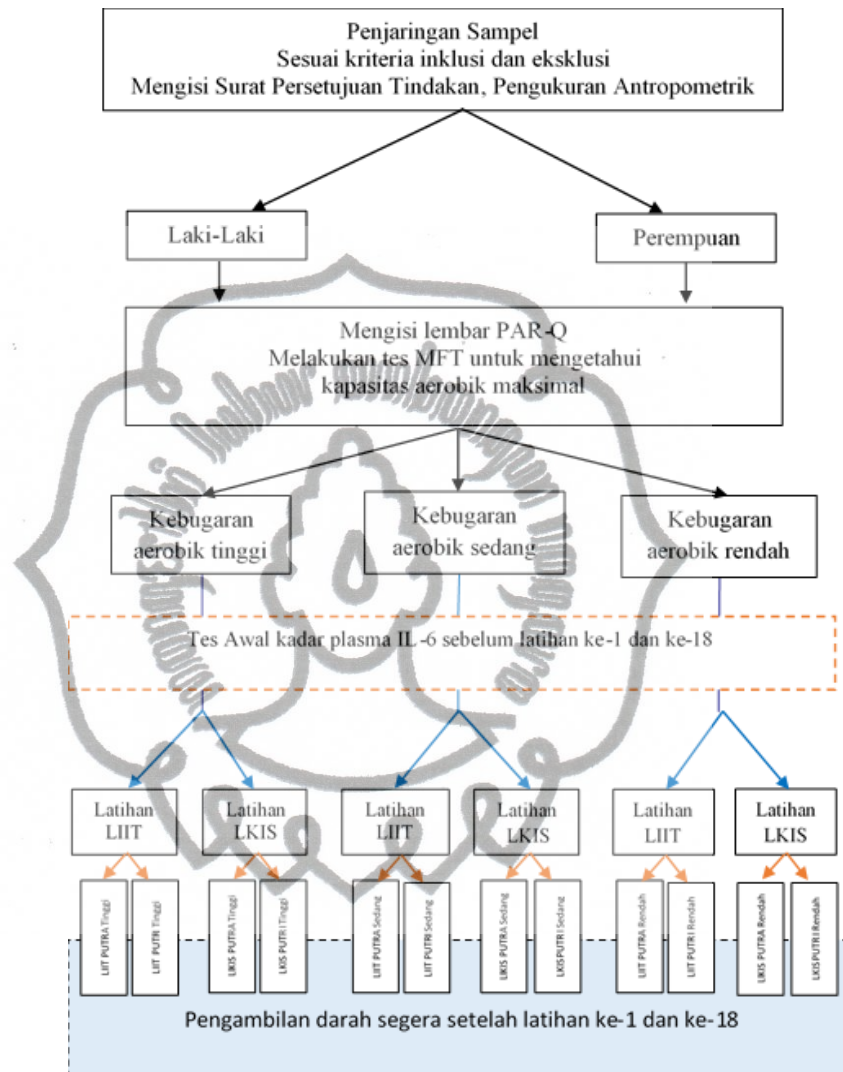 Penjaringan Sampel
Sesuai kriteria inklusi dan eksklusi
Mengisi Surat Persetujuan Tindakan, Pengukuran Antropometrik
Laki-Laki
Perempuan
Mengisi lembar PAR-Q
Melakukan tes MFT untuk mengetahui
kapasitas aerobik maksimal
Kebugaran
aerobik tinggi
Kebugaran
aerobik sedang
Kebugaran
aerobik rendah
Tes Awal kadar plasma IL-6 sebelum latihan ke-1 dan ke-18
Latihan
LIIT
Latihan
LKIS
Latihan
LIIT
Latihan
LKIS
Latihan
LIIT
Latihan
LKIS
LIIT PUTRA Tinggi
LIIT PUTRI Tinggi
LIKIS PUTRA Tinggi
LKIS PUTRI Tinggi
LIIT PUTRA Sedang
LIIT PUTRI Sedang
LIKIS PUTRA Sedang
LKIS PUTRI Sedang
LIIT PUTRA Rendah
LIIT PUTRI Rendah
LKIS PUTRA Rendah
LKIS PUTRI Rendah
Pengambilan darah segera setelah latihan ke-1 dan ke-18